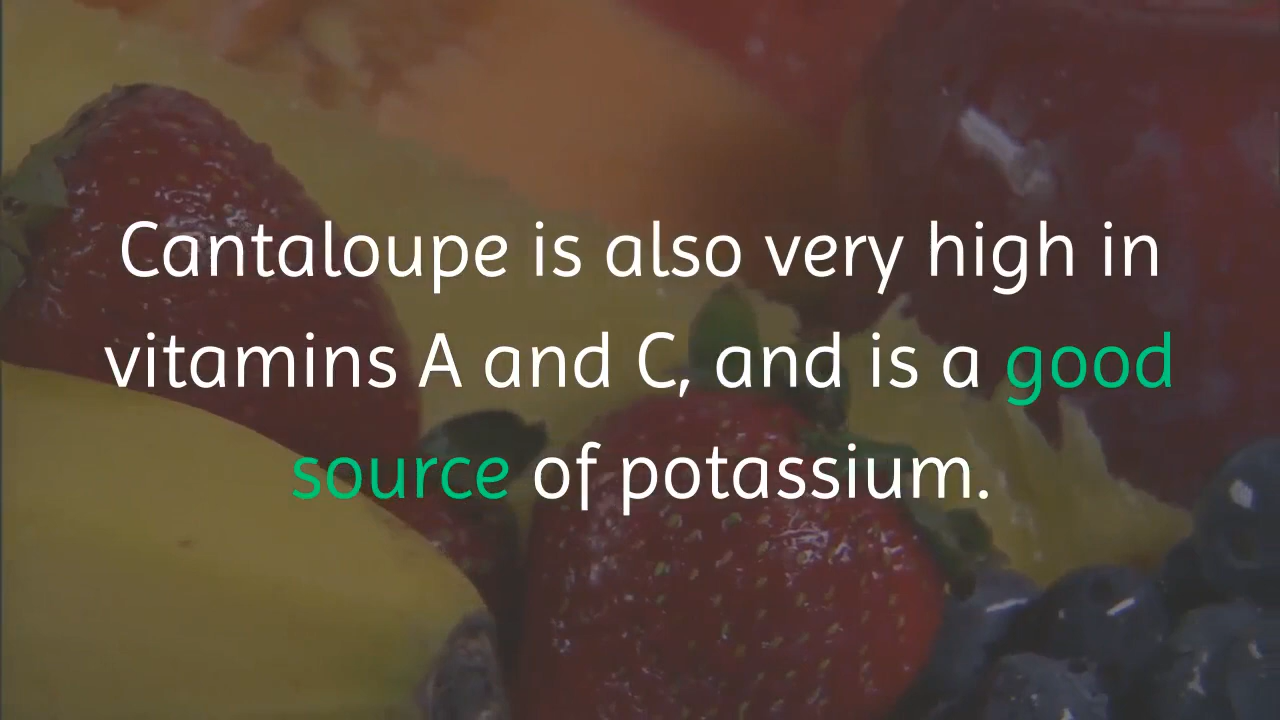 Cantaloupe is also very high in
vitamins A and C, and is a good
source of potassium.